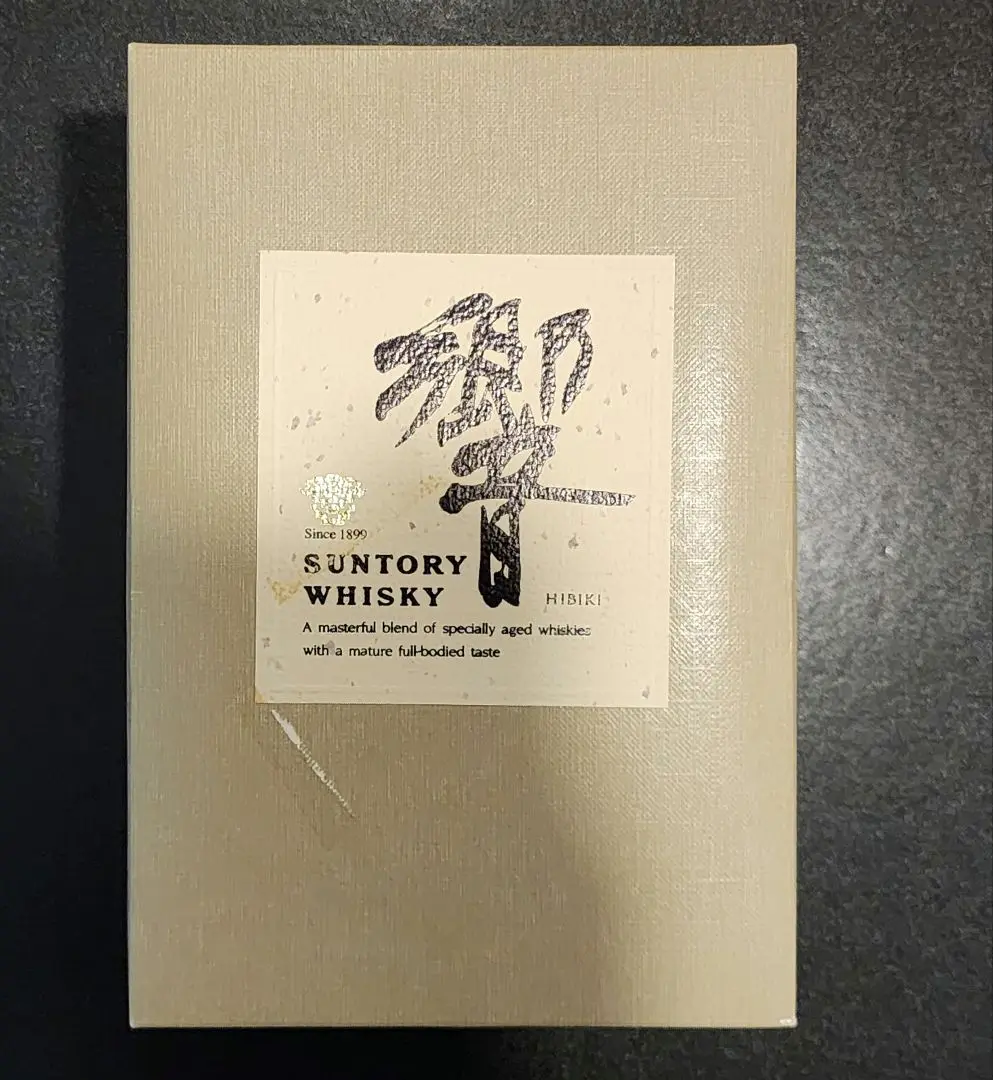 響
Since 1899
SUNTORY
WHISKY
HIBIKI
A masterful blend of specially aged whiskies
with a mature full-bodied taste